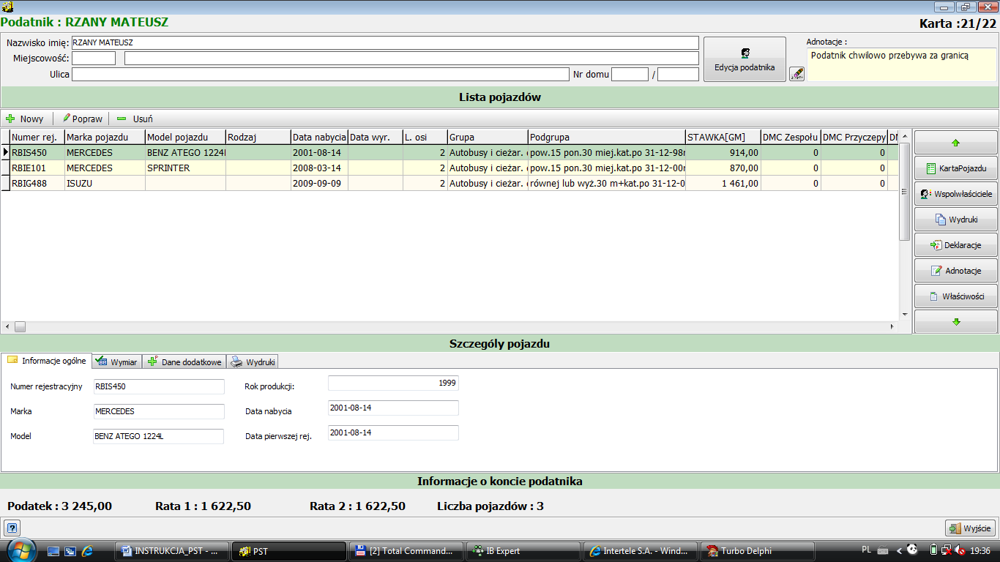 Podatnik : RZANY MATEUSZ
Karta :21/22
Nazwisko imię: RZANY MATEUSZ
Miejscowość:
Ulica
Nr domu /
Edycja podatnika
Adnotacje :
Podatnik chwilowo przebywa za granicą
Lista pojazdów
Nowy Popraw Usuń
Numer rej. Marka pojazdu Model pojazdu Rodzaj Data nabycia Data wyr. L. osi Grupa Podgrupa STAWKA[GM] DMC Zespołu DMC Przyczepy DM
RBIS450 MERCEDES BENZ ATEGO 1224L 2001-08-14 2 Autobusy i cieżar. pow.15 pon.30 miej.kat.po 31-12-98r 914,00 0 0
RBIE101 MERCEDES SPRINTER 2008-03-14 2 Autobusy i cieżar. pow.15 pon.30 miej.kat.po 31-12-00r 870,00 0 0
RBIG488 ISUZU 2009-09-09 2 Autobusy i cieżar. równej lub wyż.30 m+kat.po 31-12-0 1 461,00 0 0
KartaPojazdu
Wspolwłaściciele
Wydruki
Deklaracje
Adnotacje
Właściwości
Szczegóły pojazdu
Informacje ogólne Wymiar Dane dodatkowe Wydruki
Numer rejestracyjny RBIS450 Rok produkcji: 1999
Marka MERCEDES Data nabycia 2001-08-14
Model BENZ ATEGO 1224L Data pierwszej rej. 2001-08-14
Informacje o koncie podatnika
Podatek : 3 245,00 Rata 1 : 1 622,50 Rata 2 : 1 622,50 Liczba pojazdów : 3
? Wyjście
INSTRUKCJA_PST - ... PST [2] Total Command... IB Expert Intertele S.A. - Wind... Turbo Delphi PL 19:36